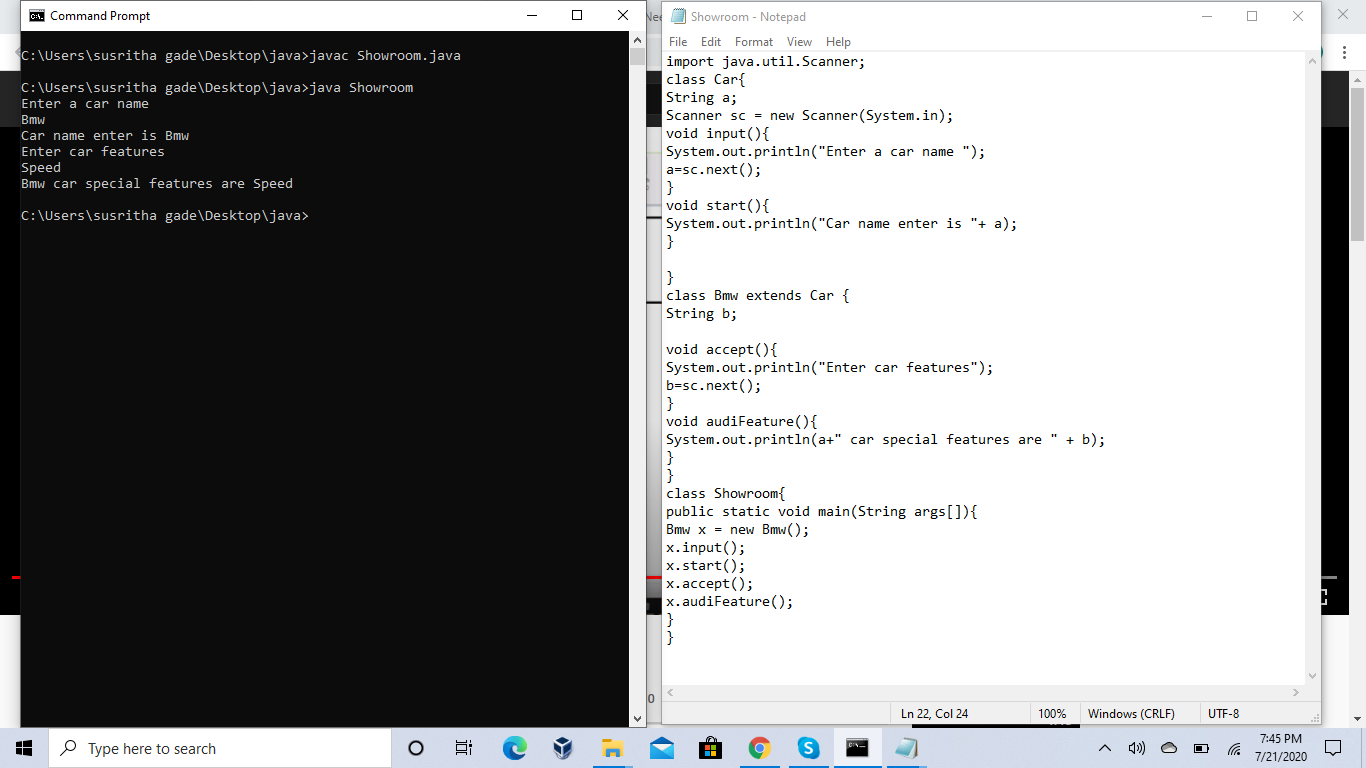 Command Prompt
C:\Users\susritha gade\Desktop\java>javac Showroom.java
C:\Users\susritha gade\Desktop\java>java Showroom
Enter a car name
Bmw
Car name enter is Bmw
Enter car features
Speed
Bmw car special features are Speed
C:\Users\susritha gade\Desktop\java>
Showroom - Notepad
File Edit Format View Help
import java.util.Scanner;
class Car{
String a;
Scanner sc = new Scanner(System.in);
void input(){
System.out.println("Enter a car name ");
a=sc.next();
}
void start(){
System.out.println("Car name enter is "+ a);
}
}
class Bmw extends Car {
String b;
void accept(){
System.out.println("Enter car features");
b=sc.next();
}
void audiFeature(){
System.out.println(a+" car special features are " + b);
}
}
class Showroom{
public static void main(String args[]){
Bmw x = new Bmw();
x.input();
x.start();
x.accept();
x.audiFeature();
}
}
Ln 22, Col 24 100% Windows (CRLF) UTF-8
Type here to search
7:45 PM
7/21/2020